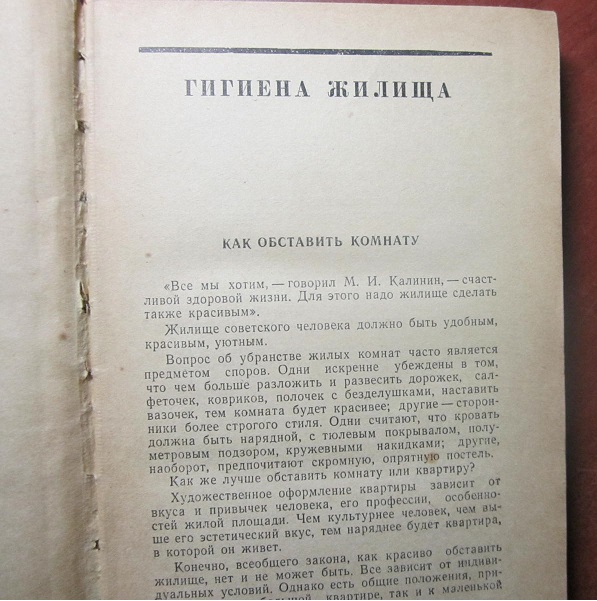 ГИГИЕНА ЖИЛИЩА
КАК ОБСТАВИТЬ КОМНАТУ
«Все мы хотим, — говорил М. И. Калинин, — счаст-
ливой здоровой жизни. Для этого надо жилище сделать
также красивым».
Жилище советского человека должно быть удобным,
красивым, уютным.
Вопрос об убранстве жилых комнат часто является
предметом споров. Одни искренне убеждены в том,
что чем больше разложить и развесить дорожек, сал-
феточек, ковриков, полочек с безделушками, наставить
вазочек, тем комната будет красивее; другие — сторон-
ники более строгого стиля. Одни считают, что кровать
должна быть нарядной, с тюлевым покрывалом, полу-
метровым подзором, кружевными накидками; другие,
наоборот, предпочитают скромную, опрятную постель.
Как же лучше обставить комнату или квартиру?
Художественное оформление квартиры зависит от
вкуса и привычек человека, его профессии, особенно-
стей жилой площади. Чем культурнее человек, чем вы-
ше его эстетический вкус, тем наряднее будет квартира,
в которой он живет.
Конечно, всеобщего закона, как красиво обставить
жилище, нет и не может быть. Все зависит от индиви-
дуальных условий. Однако есть общие положения, при-
большой квартире, так и к маленькой